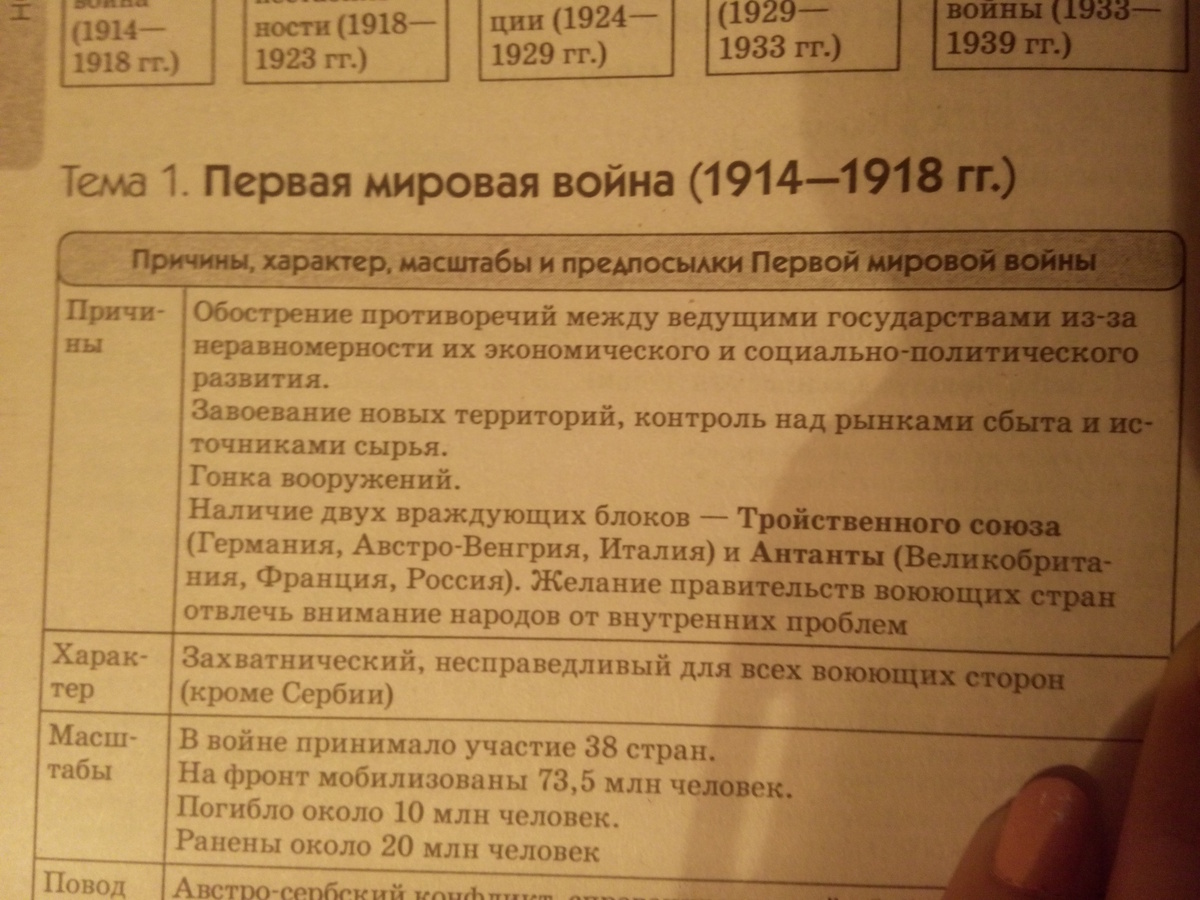 война
(1914—
1918 гг.)
ности (1918—
1923 гг.)
ции (1924—
1929 гг.)
(1929—
1933 гг.)
войны (1933—
1939 гг.)
Тема 1. Первая мировая война (1914—1918 гг.)
Причины, характер, масштабы и предпосылки Первой мировой войны
Причи-
ны
Обострение противоречий между ведущими государствами из-за
неравномерности их экономического и социально-политического
развития.
Завоевание новых территорий, контроль над рынками сбыта и ис-
точниками сырья.
Гонка вооружений.
Наличие двух враждующих блоков — Тройственного союза
(Германия, Австро-Венгрия, Италия) и Антанты (Великобрита-
ния, Франция, Россия). Желание правительств воюющих стран
отвлечь внимание народов от внутренних проблем
Харак-
тер
Захватнический, несправедливый для всех воюющих сторон
(кроме Сербии)
Масш-
табы
В войне принимало участие 38 стран.
На фронт мобилизованы 73,5 млн человек.
Погибло около 10 млн человек.
Ранены около 20 млн человек
Повод
Австро-сербский конфликт,